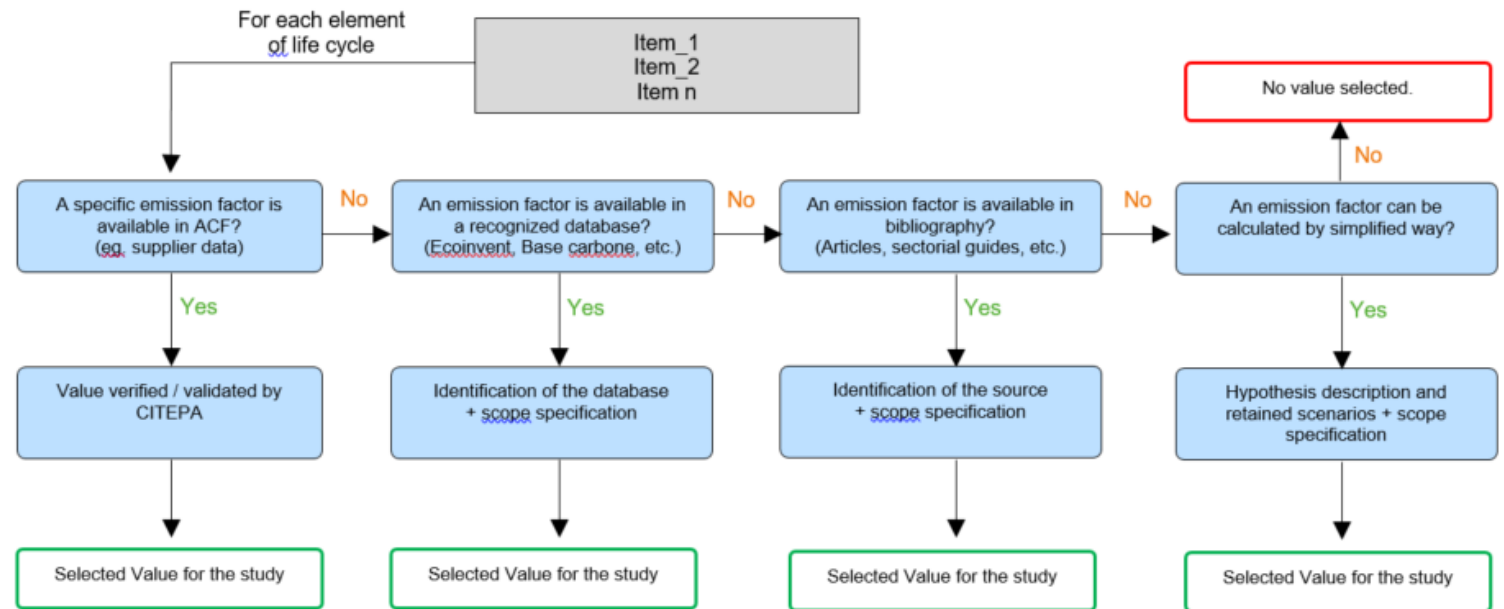 For each element
of life cycle
Item_1
Item_2
Item n
No value selected.
No
A specific emission factor is
available in ACF?
(eg. supplier data)
No
An emission factor is available in
a recognized database?
(Ecoinvent, Base carbone, etc.)
No
An emission factor is available in
bibliography?
(Articles, sectorial guides, etc.)
No
An emission factor can be
calculated by simplified way?
Yes
Yes
Yes
Yes
Value verified / validated by
CITEPA
Identification of the database
+ scope specification
Identification of the source
+ scope specification
Hypothesis description and
retained scenarios + scope
specification
Selected Value for the study
Selected Value for the study
Selected Value for the study
Selected Value for the study